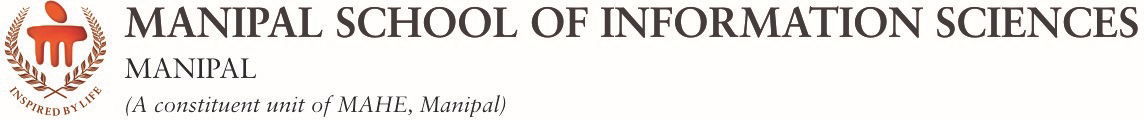 MANIPAL SCHOOL OF INFORMATION SCIENCES
MANIPAL
(A constituent unit of MAHE, Manipal)
INSPIRED BY LIFE